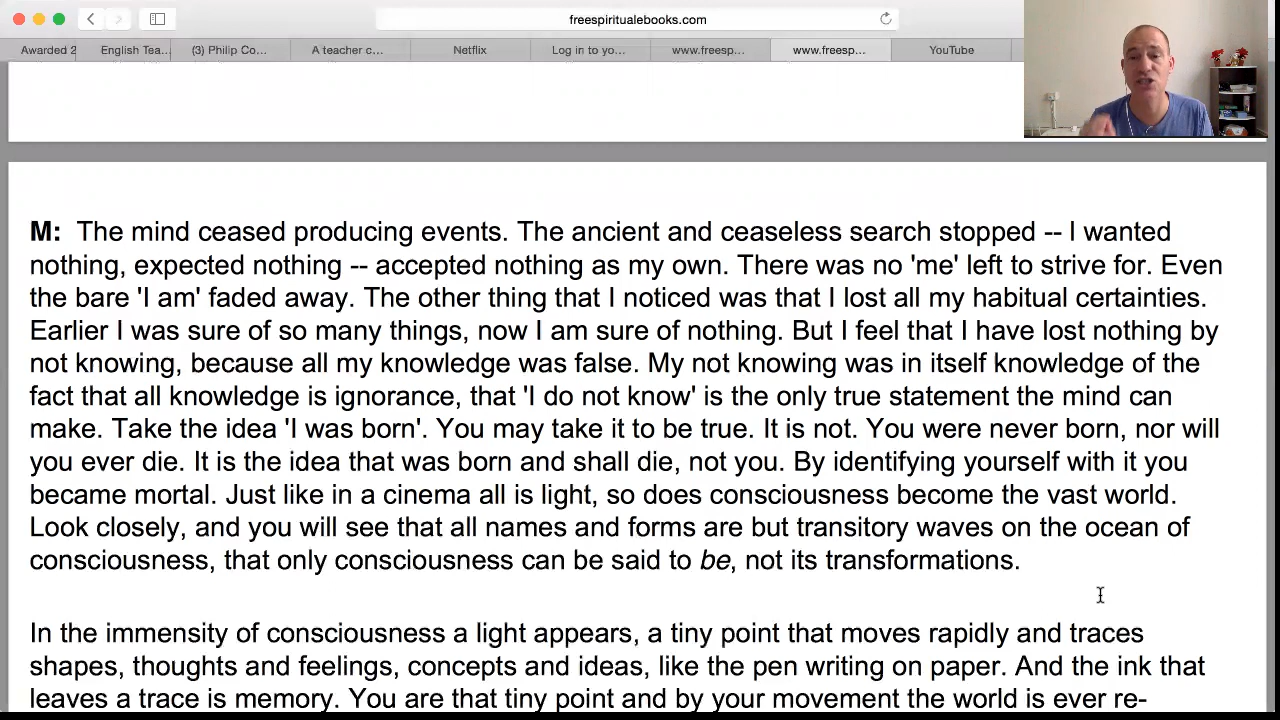 freespiritualebooks.com
Awarded 2
English Tea...
(3) Philip Co...
A teacher c...
Netflix
Log in to yo...
www.freesp...
www.freesp...
YouTube
M: The mind ceased producing events. The ancient and ceaseless search stopped -- I wanted
nothing, expected nothing -- accepted nothing as my own. There was no 'me' left to strive for. Even
the bare 'I am' faded away. The other thing that I noticed was that I lost all my habitual certainties.
Earlier I was sure of so many things, now I am sure of nothing. But I feel that I have lost nothing by
not knowing, because all my knowledge was false. My not knowing was in itself knowledge of the
fact that all knowledge is ignorance, that 'I do not know' is the only true statement the mind can
make. Take the idea 'I was born'. You may take it to be true. It is not. You were never born, nor will
you ever die. It is the idea that was born and shall die, not you. By identifying yourself with it you
became mortal. Just like in a cinema all is light, so does consciousness become the vast world.
Look closely, and you will see that all names and forms are but transitory waves on the ocean of
consciousness, that only consciousness can be said to be, not its transformations.
In the immensity of consciousness a light appears, a tiny point that moves rapidly and traces
shapes, thoughts and feelings, concepts and ideas, like the pen writing on paper. And the ink that
leaves a trace is memory. You are that tiny point and by your movement the world is ever re-